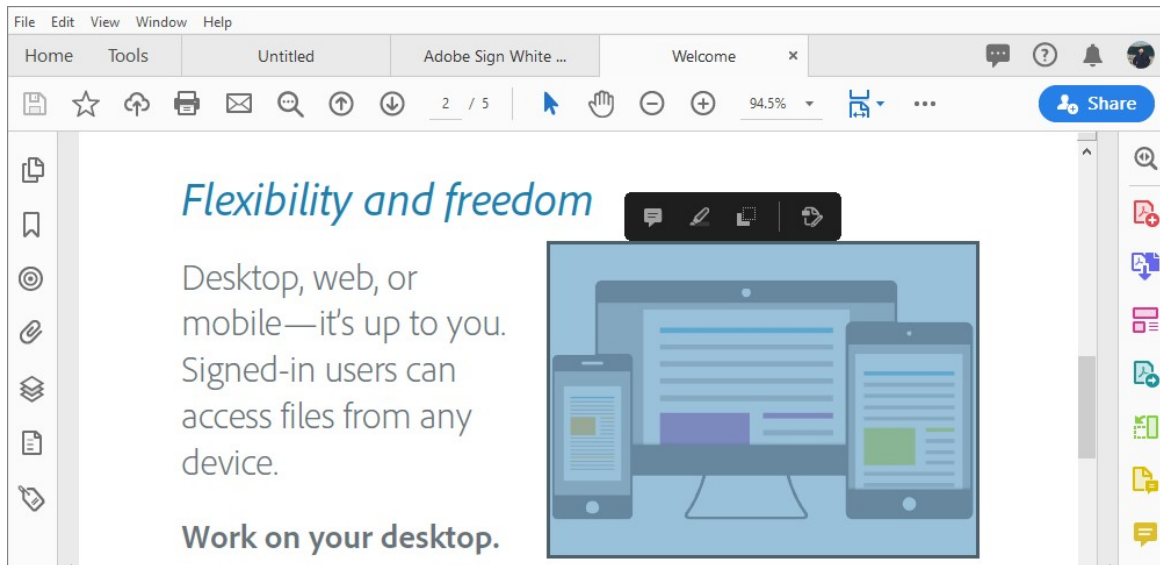 File Edit View Window Help
Home Tools Untitled Adobe Sign White ... Welcome ×
2 / 5 94.5% Share
Flexibility and freedom
Desktop, web, or
mobile—it's up to you.
Signed-in users can
access files from any
device.
Work on your desktop.